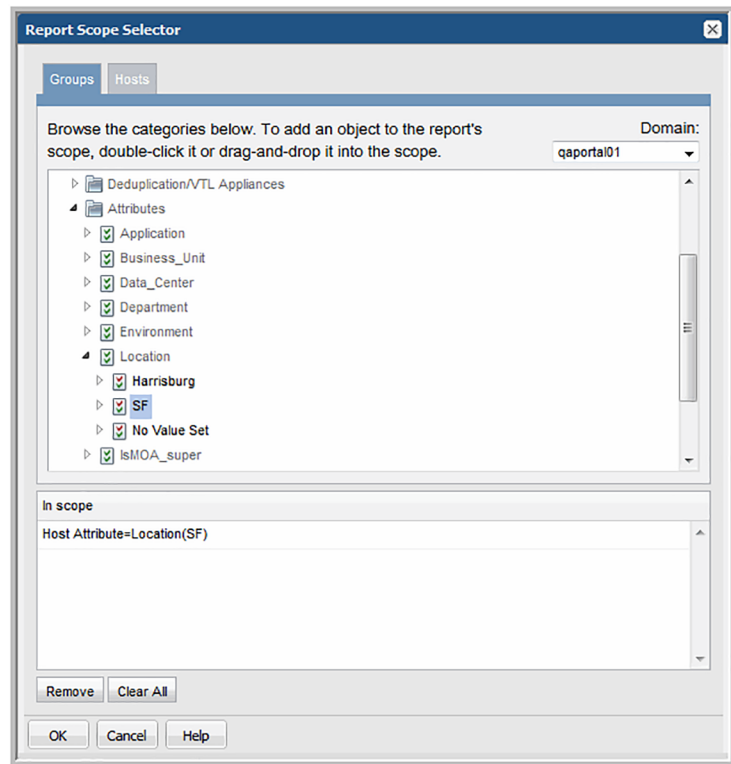 Report Scope Selector
Groups Hosts
Browse the categories below. To add an object to the report's
scope, double-click it or drag-and-drop it into the scope.
Domain:
qaportal01
Deduplication/VTL Appliances
Attributes
Application
Business_Unit
Data_Center
Department
Environment
Location
Harrisburg
SF
No Value Set
IsMOA_super
In scope
Host Attribute=Location(SF)
Remove Clear All
OK Cancel Help